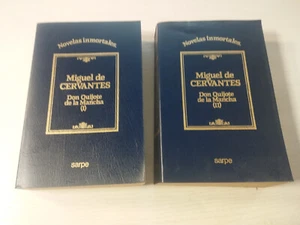 Novelas inmortales
Miguel de
CERVANTES
Don Quijote
de la Mancha
(I)
sarpe
Novelas inmortales
Miguel de
CERVANTES
Don Quijote
de la Mancha
(II)
sarpe